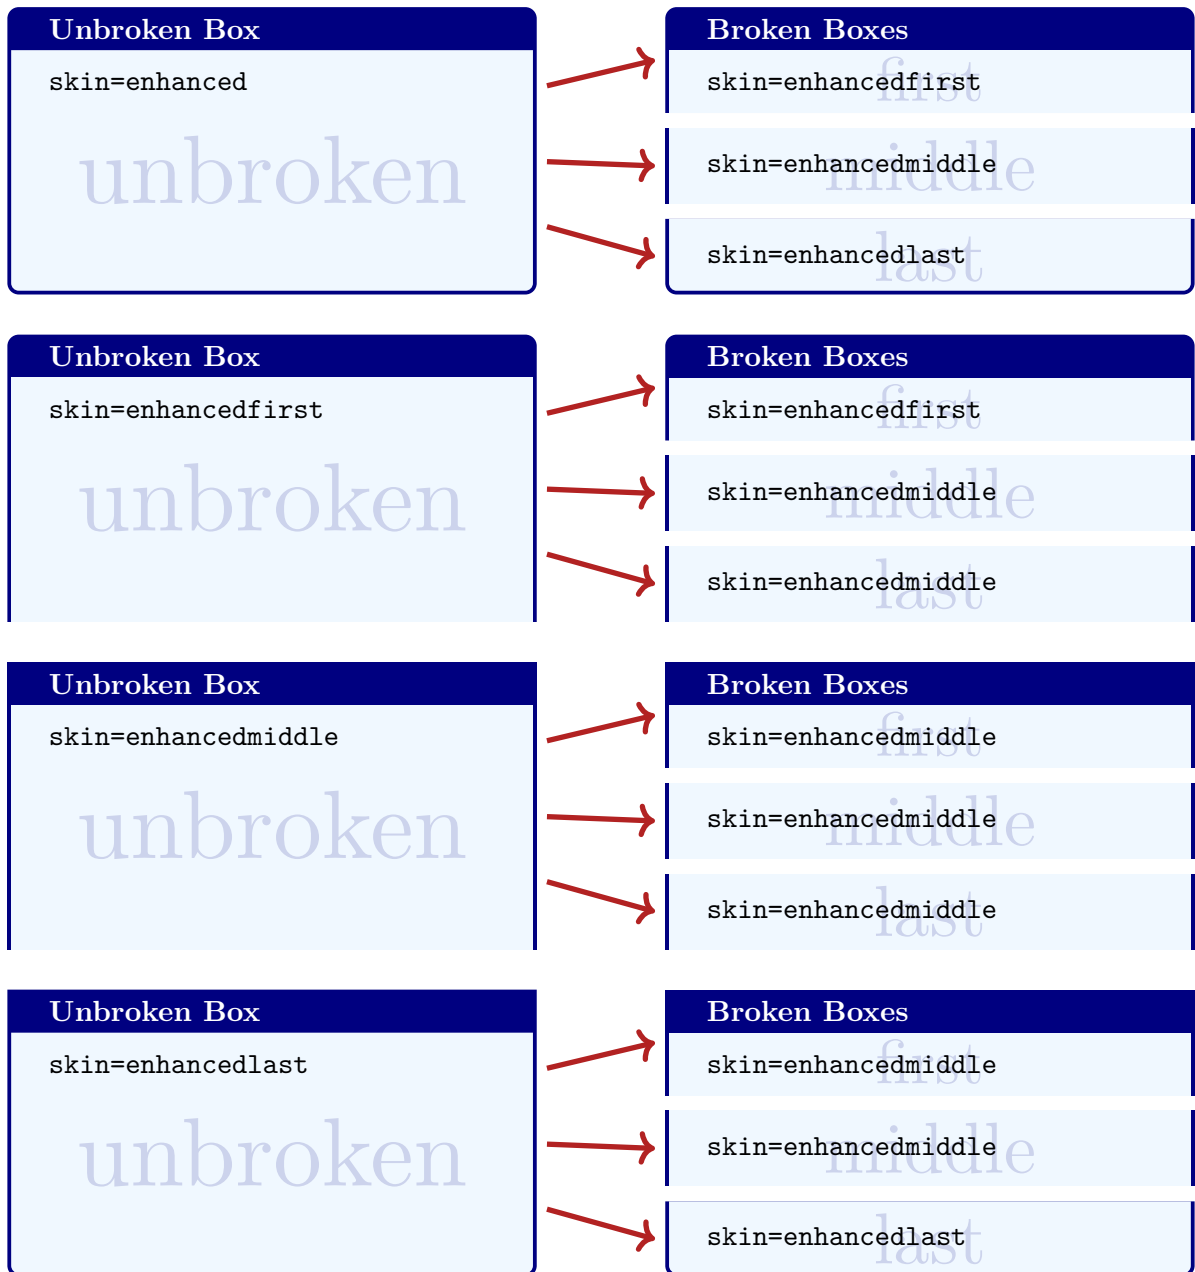 Unbroken Box
skin=enhanced
unbroken
Broken Boxes
first
skin=enhancedfirst
middle
skin=enhancedmiddle
last
skin=enhancedlast
Unbroken Box
skin=enhancedfirst
unbroken
Broken Boxes
first
skin=enhancedfirst
middle
skin=enhancedmiddle
last
skin=enhancedmiddle
Unbroken Box
skin=enhancedmiddle
unbroken
Broken Boxes
first
skin=enhancedmiddle
middle
skin=enhancedmiddle
last
skin=enhancedmiddle
Unbroken Box
skin=enhancedlast
unbroken
Broken Boxes
first
skin=enhancedmiddle
middle
skin=enhancedmiddle
last
skin=enhancedlast